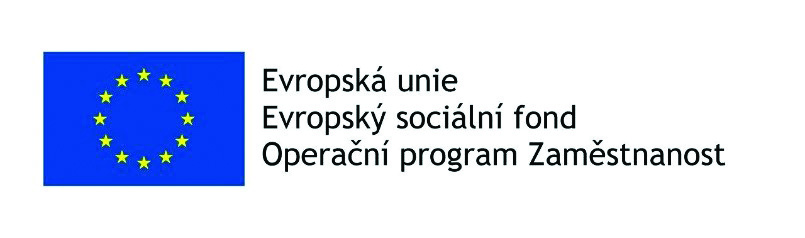 Evropská unie
Evropský sociální fond
Operační program Zaměstnanost